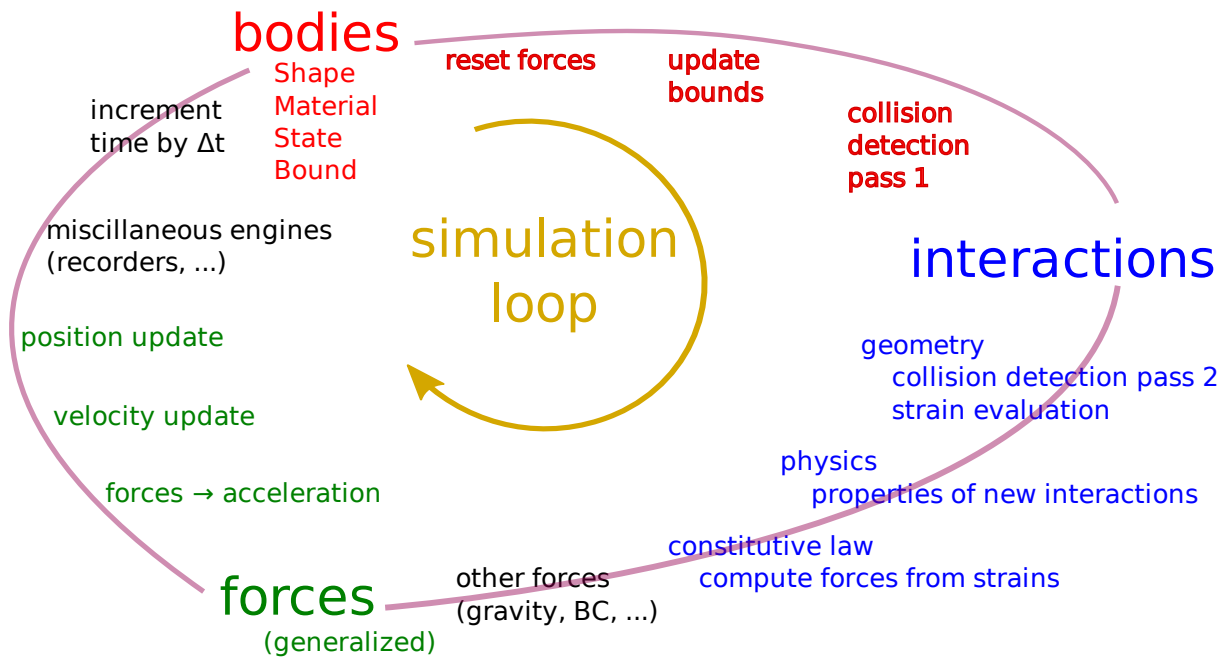 bodies
Shape
Material
State
Bound
reset forces
update
bounds
collision
detection
pass 1
interactions
geometry
collision detection pass 2
strain evaluation
physics
properties of new interactions
constitutive law
compute forces from strains
other forces
(gravity, BC, ...)
forces
(generalized)
forces → acceleration
velocity update
position update
miscillaneous engines
(recorders, ...)
increment
time by Δt
simulation
loop